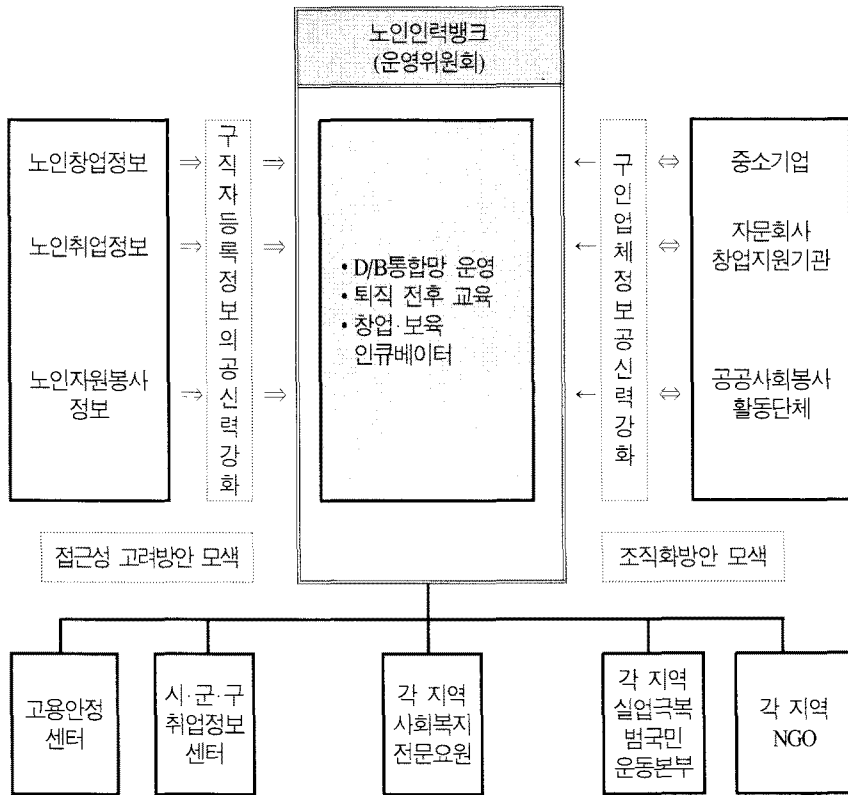 노인인력뱅크
(운영위원회)
노인창업정보
⇒
⇒
노인취업정보
⇒
⇒
노인자원봉사
정보
⇒
⇒
구직자등록정보의공신력강화
• D/B통합망 운영
• 퇴직 전후 교육
• 창업·보육
인큐베이터
구인업체정보공신력강화
←
⇔
중소기업
←
⇔
자문회사
창업지원기관
←
⇔
공공사회봉사
활동단체
접근성 고려방안 모색
조직화방안 모색
고용안정
센터
시·군·구
취업정보
센터
각 지역
사회복지
전문요원
각 지역
실업극복
범국민
운동본부
각 지역
NGO